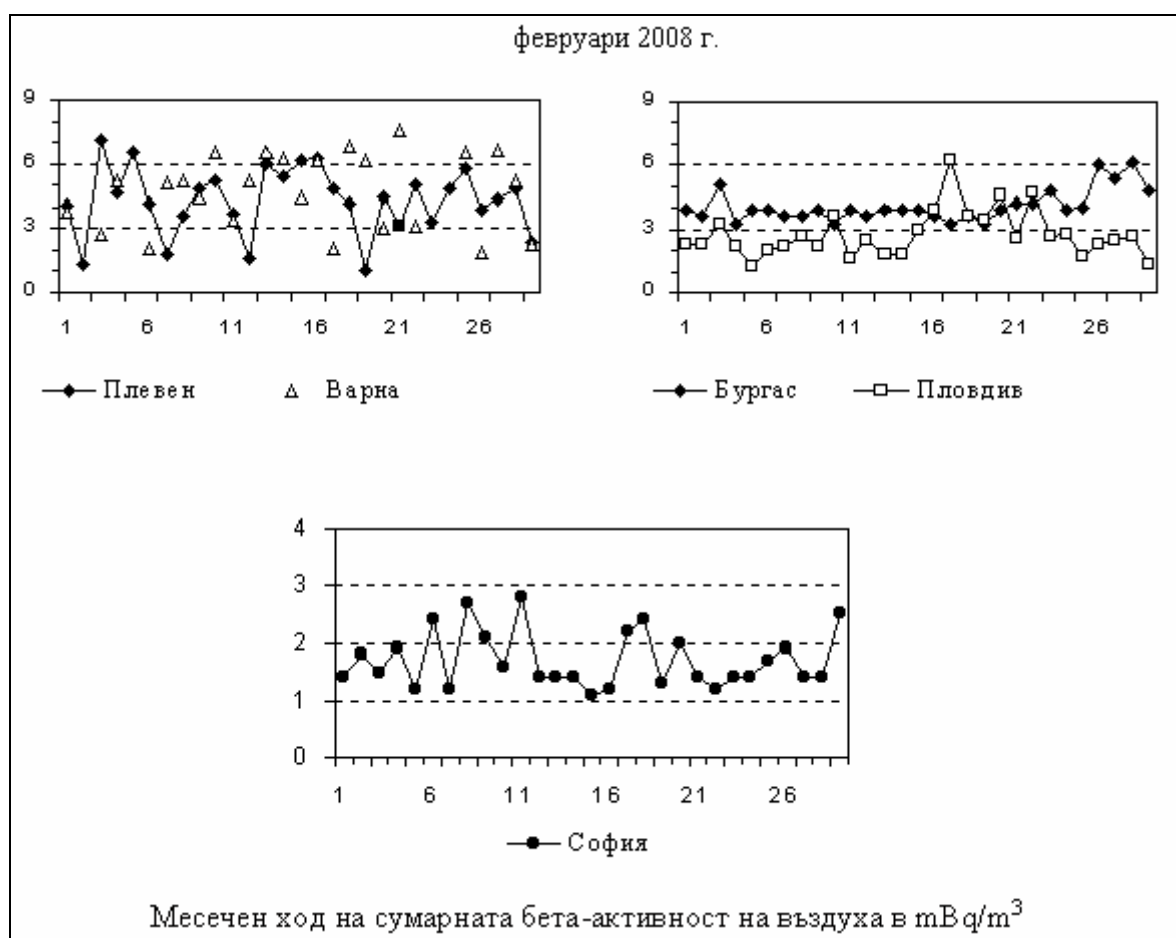 февруари 2008 г.
9
6
3
0
1 6 11 16 21 26
Плевен Варна
9
6
3
0
1 6 11 16 21 26
Бургас Пловдив
4
3
2
1
0
1 6 11 16 21 26
София
Месечен ход на сумарната бета-активност на въздуха в mBq/m³